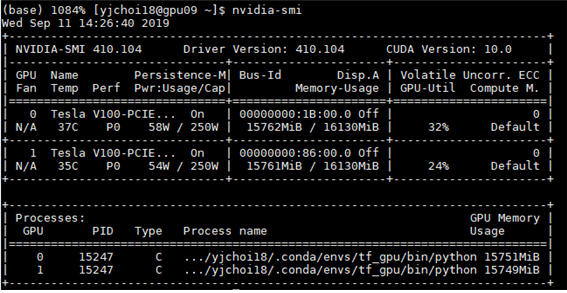 (base) 1084% [yjchoi18@gpu09 ~]$ nvidia-smi
Wed Sep 11 14:26:40 2019
+-----------------------------------------------------------------------------+
| NVIDIA-SMI 410.104      Driver Version: 410.104      CUDA Version: 10.0     |
|-------------------------------+----------------------+----------------------+
| GPU  Name        Persistence-M| Bus-Id        Disp.A | Volatile Uncorr. ECC |
| Fan  Temp  Perf  Pwr:Usage/Cap|         Memory-Usage | GPU-Util  Compute M. |
|===============================+======================+======================|
|   0  Tesla V100-PCIE...  On   | 00000000:1B:00.0 Off |                    0 |
| N/A   37C    P0    58W / 250W |  15762MiB / 16130MiB |     32%      Default |
+-------------------------------+----------------------+----------------------+
|   1  Tesla V100-PCIE...  On   | 00000000:86:00.0 Off |                    0 |
| N/A   35C    P0    54W / 250W |  15761MiB / 16130MiB |     24%      Default |
+-------------------------------+----------------------+----------------------+

+-----------------------------------------------------------------------------+
| Processes:                                                       GPU Memory |
|  GPU       PID   Type   Process name                             Usage      |
|=============================================================================|
|    0     15247      C   .../yjchoi18/.conda/envs/tf_gpu/bin/python 15751MiB |
|    1     15247      C   .../yjchoi18/.conda/envs/tf_gpu/bin/python 15749MiB |
+-----------------------------------------------------------------------------+